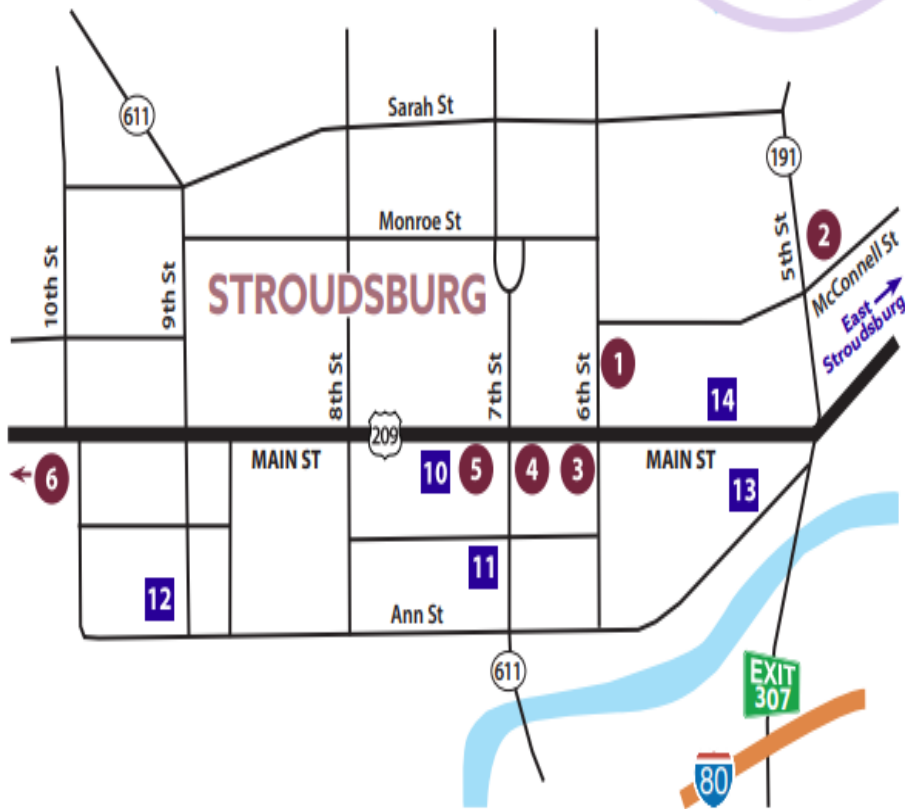 611
Sarah St
191
Monroe St
5th St
2
McConnell St
10th St
9th St
STROUDSBURG
East
Stroudsburg
8th St
7th St
6th St
1
14
209
MAIN ST
MAIN ST
6
10
5
4
3
13
11
12
Ann St
611
EXIT
307
80